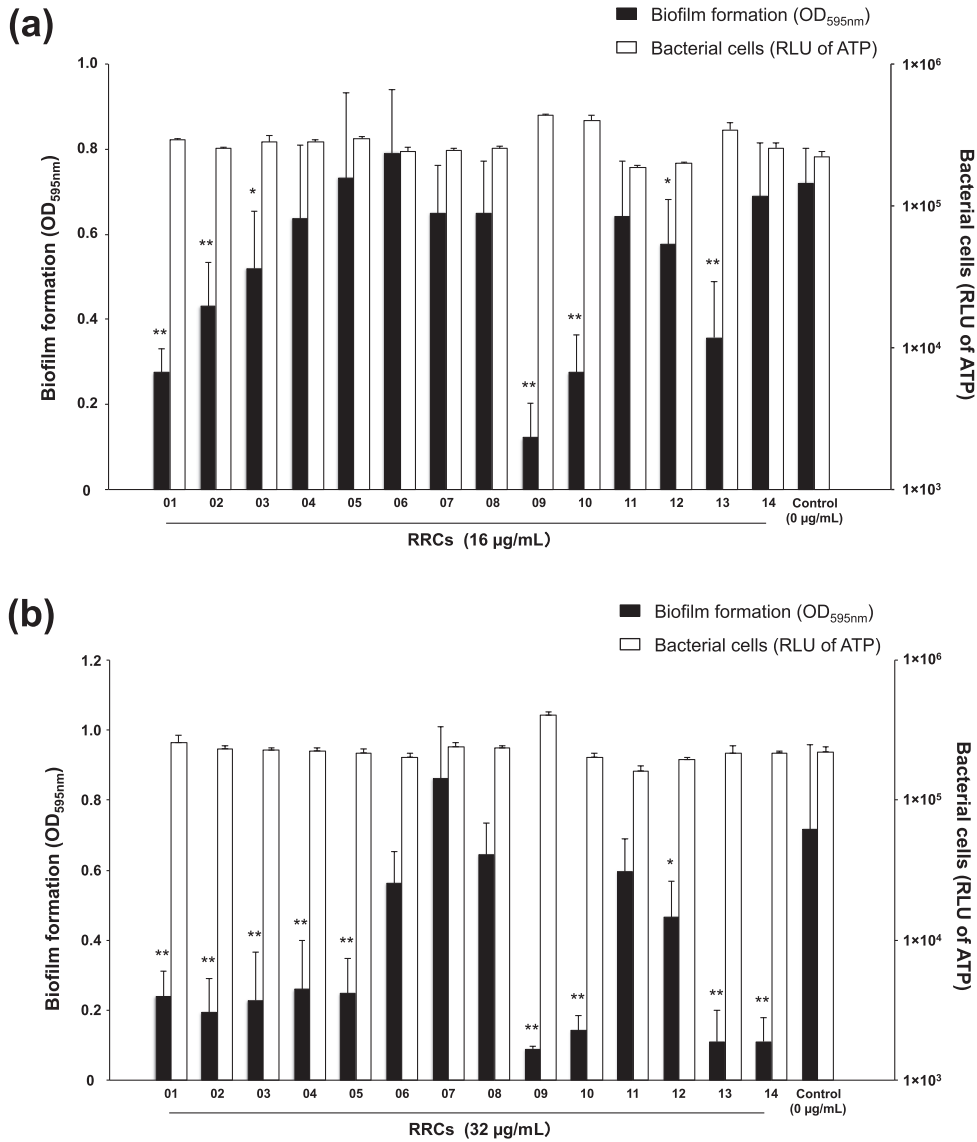 (a)
Biofilm formation (OD595nm)
Bacterial cells (RLU of ATP)
1.0
0.8
0.6
0.4
0.2
0
Biofilm formation (OD595nm)
1×10⁶
1×10⁵
1×10⁴
1×10³
Bacterial cells (RLU of ATP)
** ** * ** ** * **
01 02 03 04 05 06 07 08 09 10 11 12 13 14 Control
(0 µg/mL)
RRCs (16 µg/mL)
(b)
Biofilm formation (OD595nm)
Bacterial cells (RLU of ATP)
1.2
1.0
0.8
0.6
0.4
0.2
0
Biofilm formation (OD595nm)
1×10⁶
1×10⁵
1×10⁴
1×10³
Bacterial cells (RLU of ATP)
** ** ** ** ** ** ** * ** **
01 02 03 04 05 06 07 08 09 10 11 12 13 14 Control
(0 µg/mL)
RRCs (32 µg/mL)